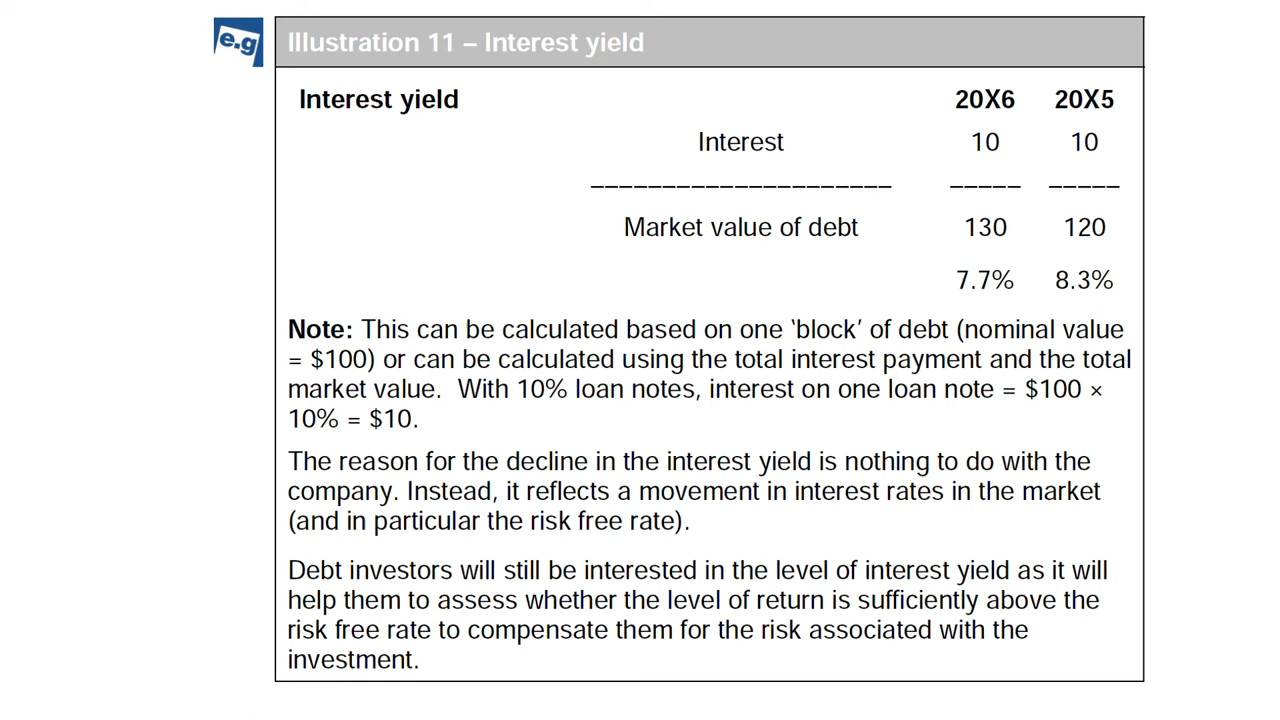 e.g
Illustration 11 – Interest yield
Interest yield 20X6 20X5
Interest 10 10
Market value of debt 130 120
7.7% 8.3%
Note: This can be calculated based on one ‘block’ of debt (nominal value
= $100) or can be calculated using the total interest payment and the total
market value. With 10% loan notes, interest on one loan note = $100 ×
10% = $10.
The reason for the decline in the interest yield is nothing to do with the
company. Instead, it reflects a movement in interest rates in the market
(and in particular the risk free rate).
Debt investors will still be interested in the level of interest yield as it will
help them to assess whether the level of return is sufficiently above the
risk free rate to compensate them for the risk associated with the
investment.